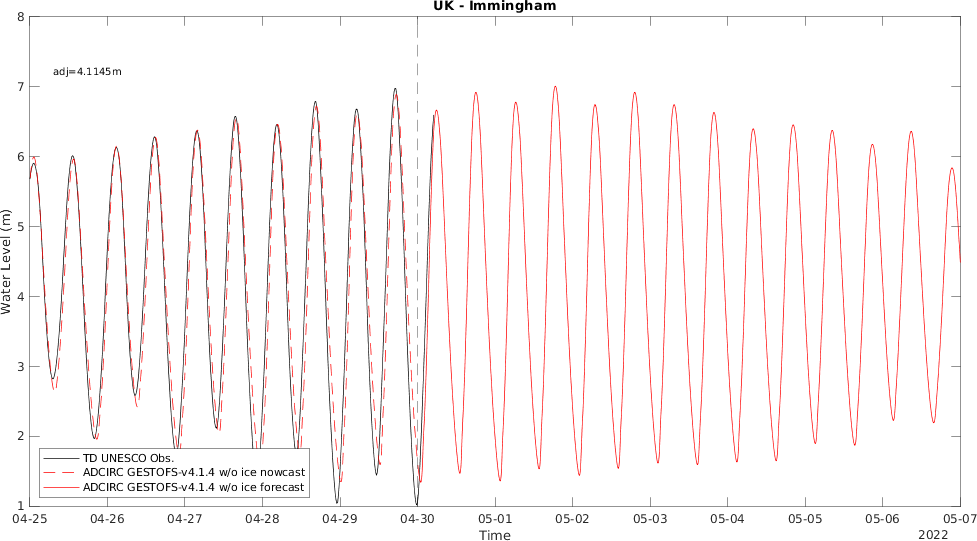 UK - Immingham
8
7
6
5
4
3
2
1
Water Level (m)
adj=4.1145m
TD UNESCO Obs.
ADCIRC GESTOFS-v4.1.4 w/o ice nowcast
ADCIRC GESTOFS-v4.1.4 w/o ice forecast
04-25 04-26 04-27 04-28 04-29 04-30 05-01 05-02 05-03 05-04 05-05 05-06 05-07
Time
2022